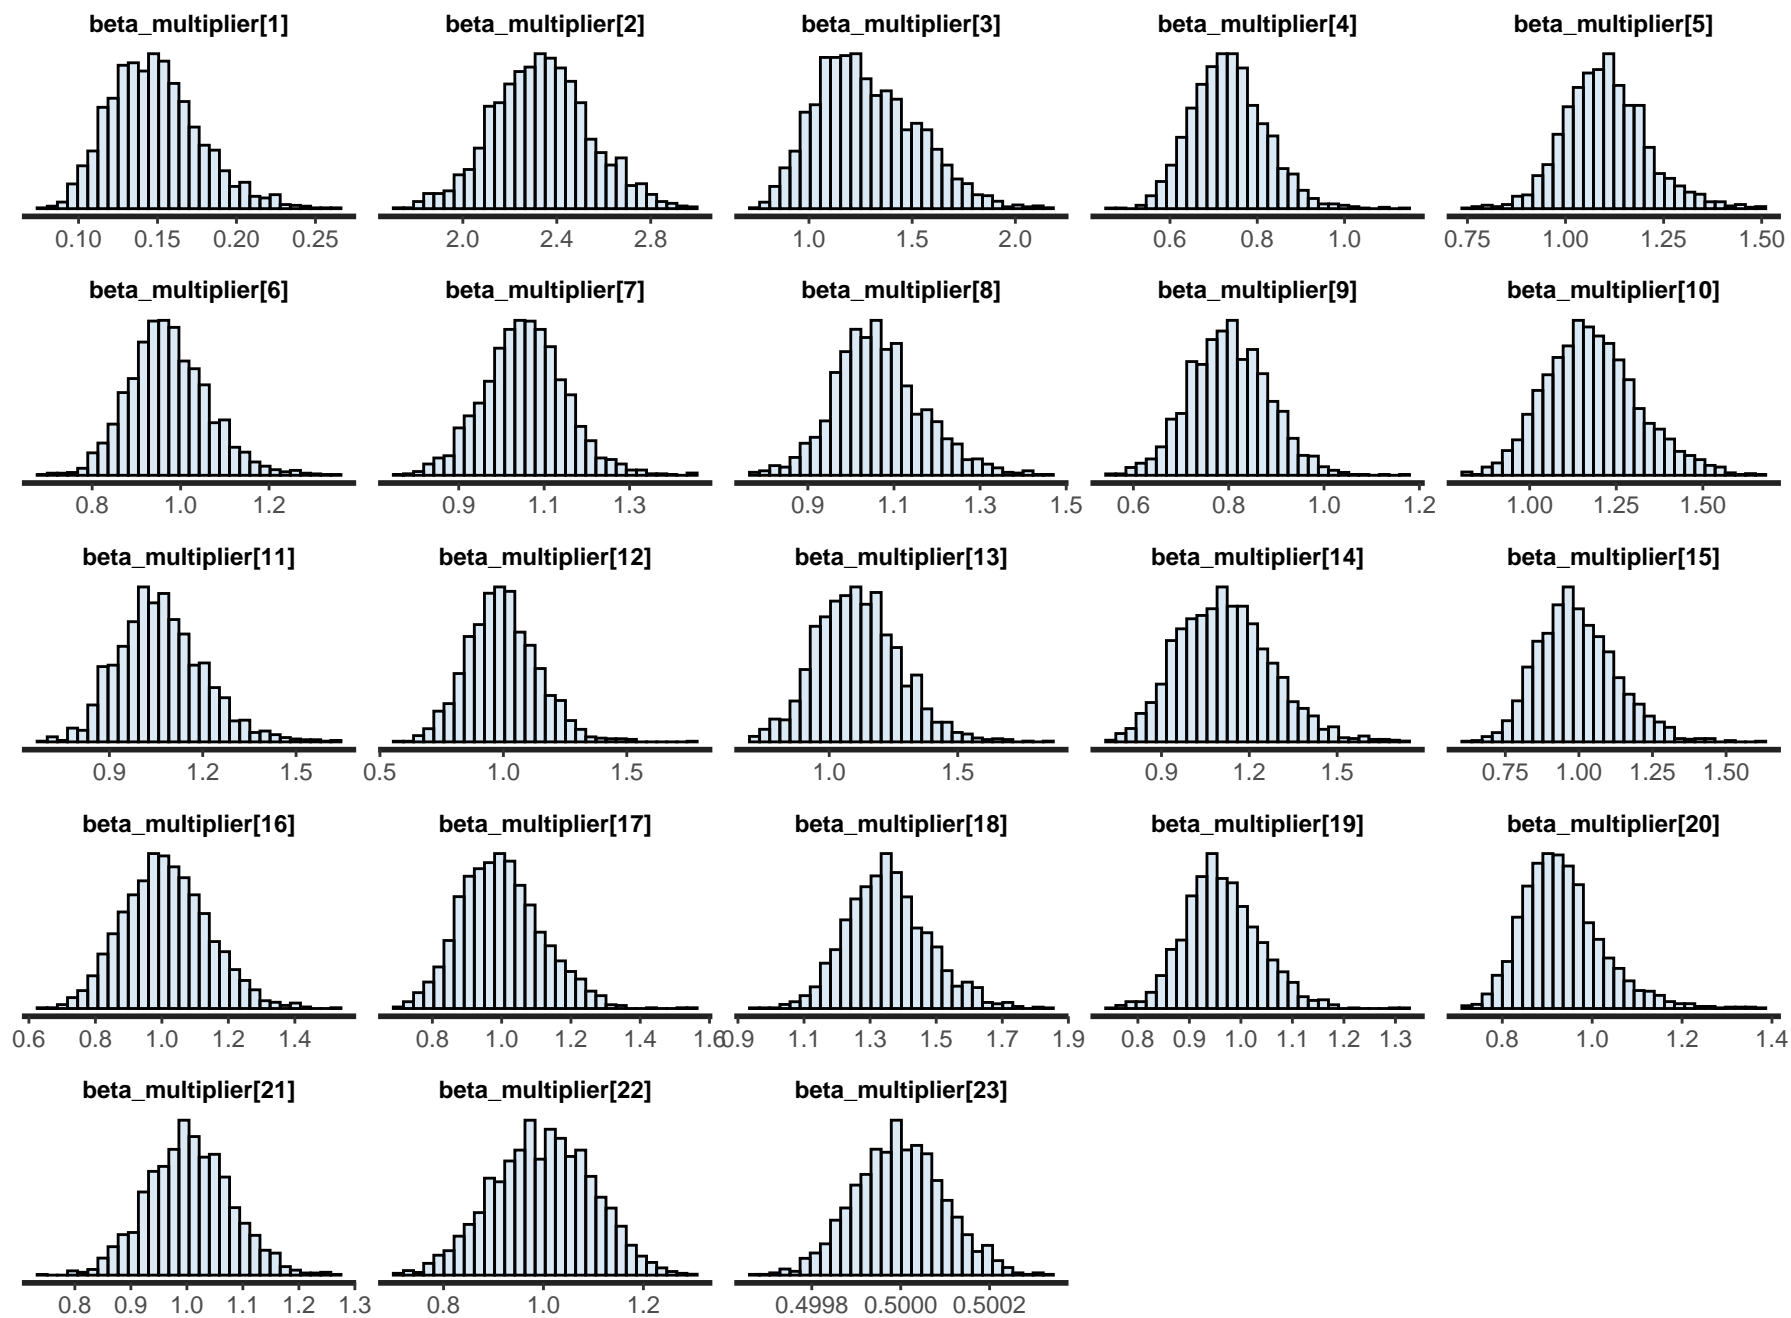 beta_multiplier[1] beta_multiplier[2] beta_multiplier[3] beta_multiplier[4] beta_multiplier[5]
0.10 0.15 0.20 0.25 2.0 2.4 2.8 1.0 1.5 2.0 0.6 0.8 1.0 0.75 1.00 1.25 1.50
beta_multiplier[6] beta_multiplier[7] beta_multiplier[8] beta_multiplier[9] beta_multiplier[10]
0.8 1.0 1.2 0.9 1.1 1.3 0.9 1.1 1.3 1.5 0.6 0.8 1.0 1.2 1.00 1.25 1.50
beta_multiplier[11] beta_multiplier[12] beta_multiplier[13] beta_multiplier[14] beta_multiplier[15]
0.9 1.2 1.5 0.5 1.0 1.5 1.0 1.5 0.9 1.2 1.5 0.75 1.00 1.25 1.50
beta_multiplier[16] beta_multiplier[17] beta_multiplier[18] beta_multiplier[19] beta_multiplier[20]
0.6 0.8 1.0 1.2 1.4 0.8 1.0 1.2 1.4 1.6 0.9 1.1 1.3 1.5 1.7 1.9 0.8 0.9 1.0 1.1 1.2 1.3 0.8 1.0 1.2 1.4
beta_multiplier[21] beta_multiplier[22] beta_multiplier[23]
0.8 0.9 1.0 1.1 1.2 1.3 0.8 1.0 1.2 0.4998 0.5000 0.5002